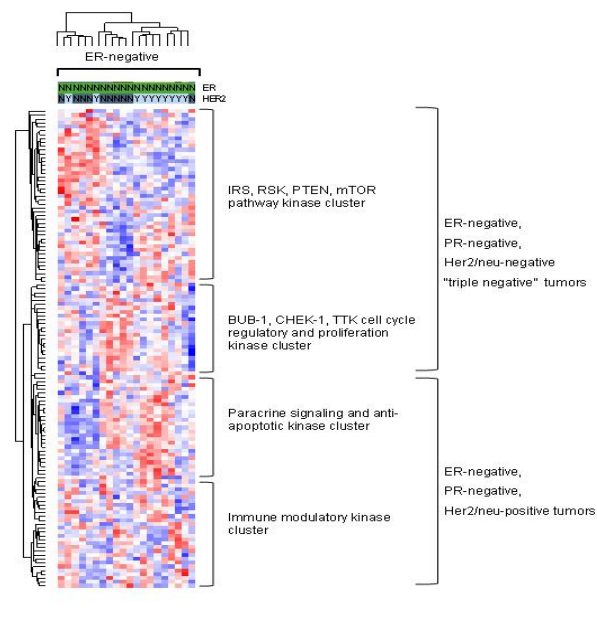 ER-negative
NNNNNNNNNNNNNNNNNNNN ER
NYNNNYNNNNNYYYYYYYYN HER2
IRS, RSK, PTEN, mTOR
pathway kinase cluster
ER-negative,
PR-negative,
Her2/neu-negative
"triple negative" tumors
BUB-1, CHEK-1, TTK cell cycle
regulatory and proliferation
kinase cluster
Paracrine signaling and anti-
apoptotic kinase cluster
ER-negative,
PR-negative,
Her2/neu-positive tumors
Immune modulatory kinase
cluster